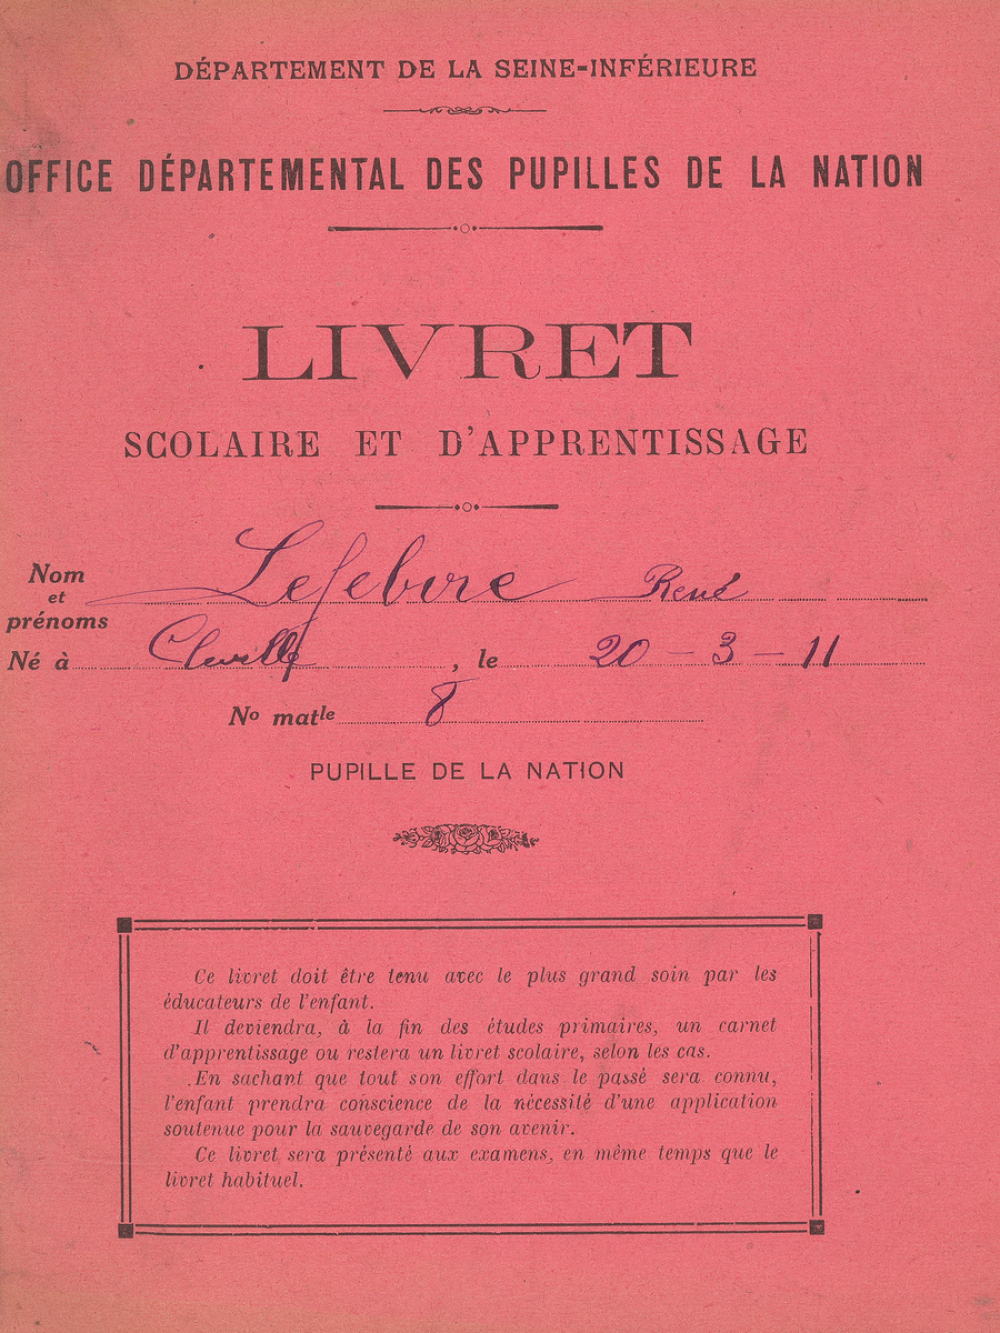 DÉPARTEMENT DE LA SEINE-INFÉRIEURE
OFFICE DÉPARTEMENTAL DES PUPILLES DE LA NATION
LIVRET
SCOLAIRE ET D'APPRENTISSAGE
Nom et prénoms Lefebvre René
Né à , le 20 - 3 - 11
No matle 8
PUPILLE DE LA NATION
Ce livret doit être tenu avec le plus grand soin par les
éducateurs de l'enfant.
Il deviendra, à la fin des études primaires, un carnet
d'apprentissage ou restera un livret scolaire, selon les cas.
En sachant que tout son effort dans le passé sera connu,
l'enfant prendra conscience de la nécessité d'une application
soutenue pour la sauvegarde de son avenir.
Ce livret sera présenté aux examens, en même temps que le
livret habituel.